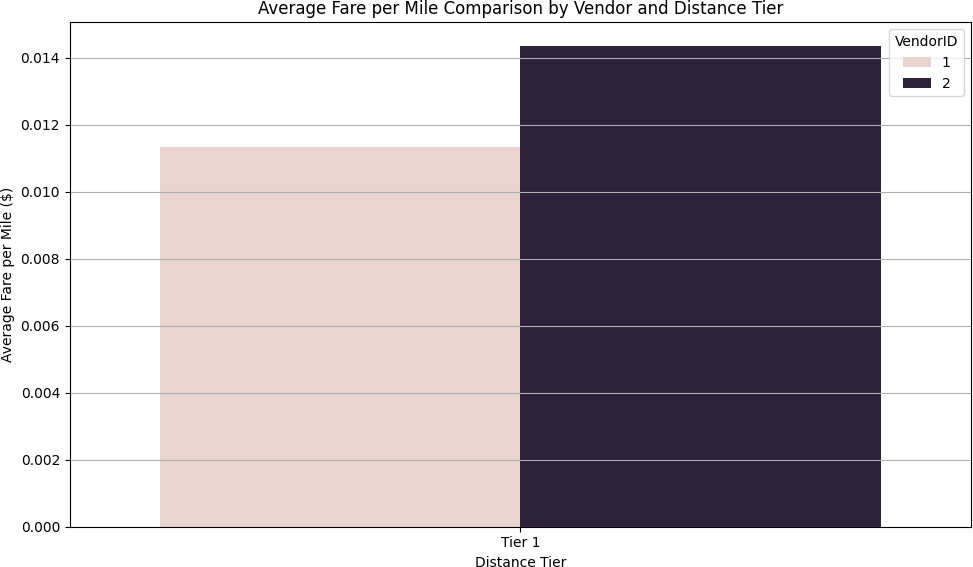 Average Fare per Mile Comparison by Vendor and Distance Tier
VendorID
1
2
Average Fare per Mile ($)
0.014
0.012
0.010
0.008
0.006
0.004
0.002
0.000
Tier 1
Distance Tier